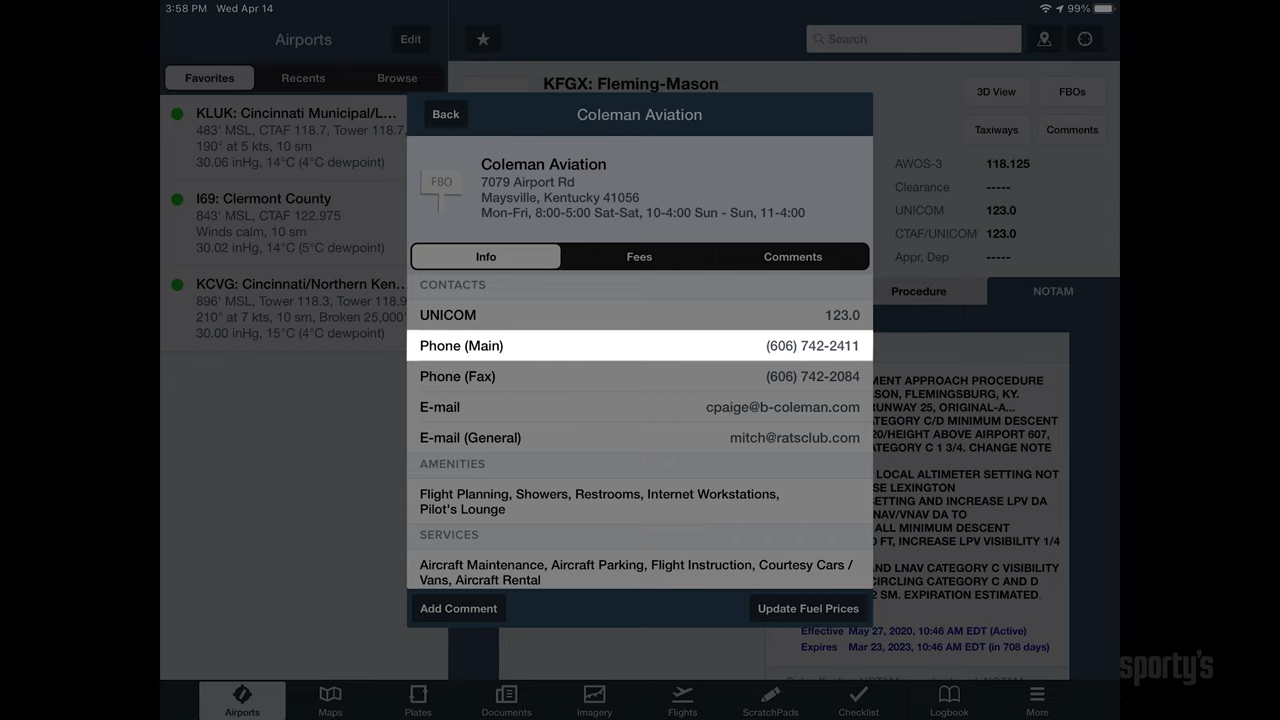 3:58 PM Wed Apr 14
99%
Airports
Edit
Search
Favorites
Recents
Browse
KFGX: Fleming-Mason
3D View
FBOs
Taxiways
Comments
KLUK: Cincinnati Municipal/L...
483' MSL, CTAF 118.7, Tower 118.7,
190° at 5 kts, 10 sm
30.06 inHg, 14°C (4°C dewpoint)
I69: Clermont County
843' MSL, CTAF 122.975
Winds calm, 10 sm
30.02 inHg, 14°C (5°C dewpoint)
KCVG: Cincinnati/Northern Ken...
896' MSL, Tower 118.3, Tower 118.9
210° at 7 kts, 10 sm, Broken 25,000'
30.00 inHg, 15°C (4°C dewpoint)
Back
Coleman Aviation
FBO
Coleman Aviation
7079 Airport Rd
Maysville, Kentucky 41056
Mon-Fri, 8:00-5:00 Sat-Sat, 10-4:00 Sun - Sun, 11-4:00
Info
Fees
Comments
CONTACTS
UNICOM 123.0
Phone (Main) (606) 742-2411
Phone (Fax) (606) 742-2084
E-mail cpaige@b-coleman.com
E-mail (General) mitch@ratsclub.com
AMENITIES
Flight Planning, Showers, Restrooms, Internet Workstations,
Pilot's Lounge
SERVICES
Aircraft Maintenance, Aircraft Parking, Flight Instruction, Courtesy Cars /
Vans, Aircraft Rental
Add Comment
Update Fuel Prices
AWOS-3 118.125
Clearance -----
UNICOM 123.0
CTAF/UNICOM 123.0
Appr, Dep -----
Procedure
NOTAM
MENT APPROACH PROCEDURE
SON, FLEMINGSBURG, KY.
RUNWAY 25, ORIGINAL-A...
ATEGORY C/D MINIMUM DESCENT
20/HEIGHT ABOVE AIRPORT 607,
ATEGORY C 1 3/4. CHANGE NOTE
LOCAL ALTIMETER SETTING NOT
SE LEXINGTON
SETTING AND INCREASE LPV DA
NAV/VNAV DA TO
ALL MINIMUM DESCENT
0 FT, INCREASE LPV VISIBILITY 1/4
AND LNAV CATEGORY C VISIBILITY
CIRCLING CATEGORY C AND D
2 SM. EXPIRATION ESTIMATED.
Effective May 27, 2020, 10:46 AM EDT (Active)
Expires Mar 23, 2023, 10:46 AM EDT (in 708 days)
sporty's
Airports
Maps
Plates
Documents
Imagery
Flights
ScratchPads
Checklist
Logbook
More